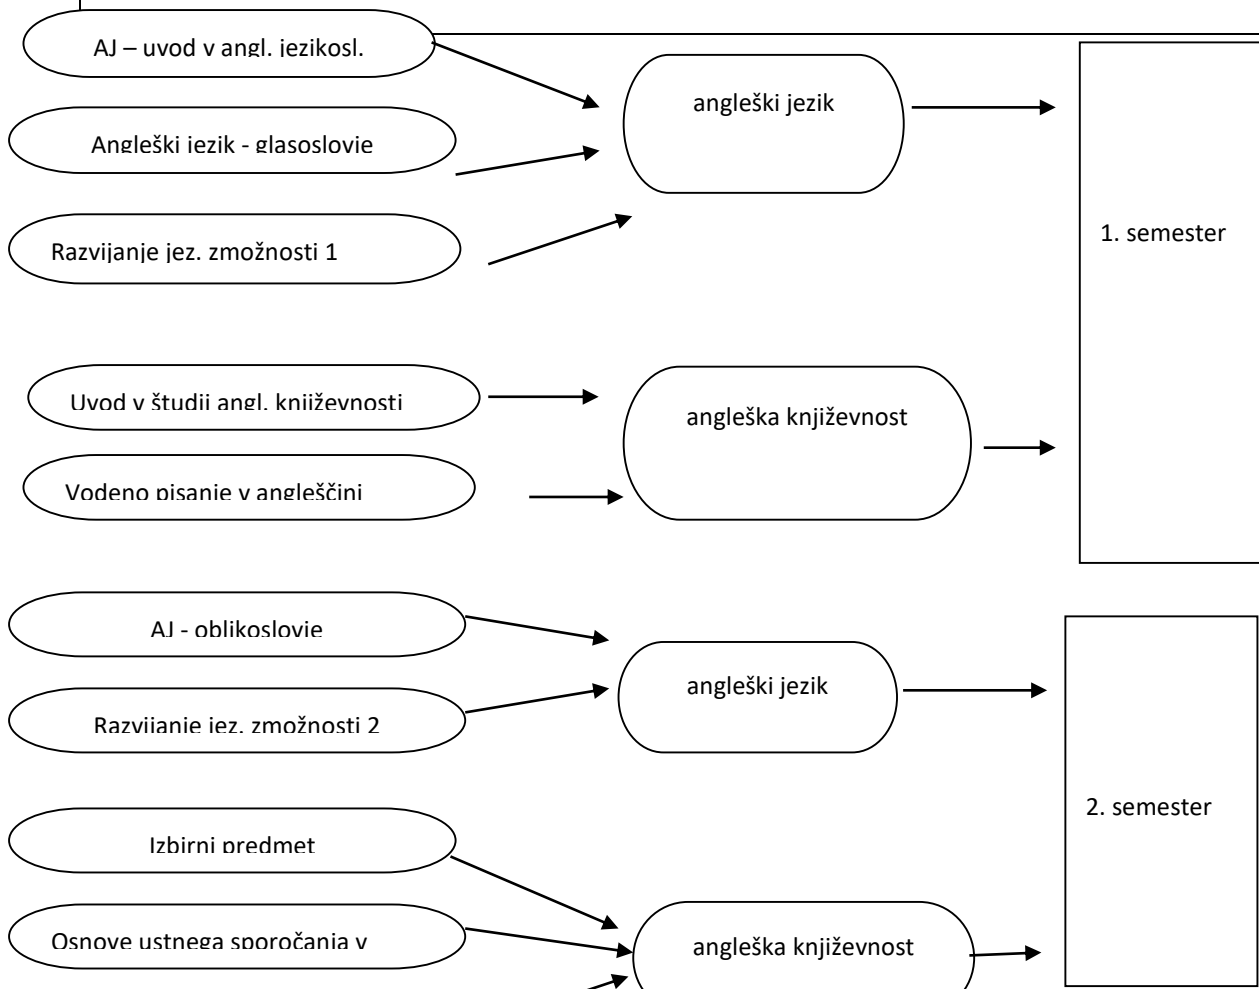 AJ – uvod v angl. jezikosl.
angleški jezik
Angleški jezik - glasoslovje
Razvijanje jez. zmožnosti 1
1. semester
Uvod v študij angl. književnosti
angleška književnost
Vodeno pisanje v angleščini
AJ - oblikoslovje
angleški jezik
Razvijanje jez. zmožnosti 2
2. semester
Izbirni predmet
Osnove ustnega sporočanja v
angleška književnost